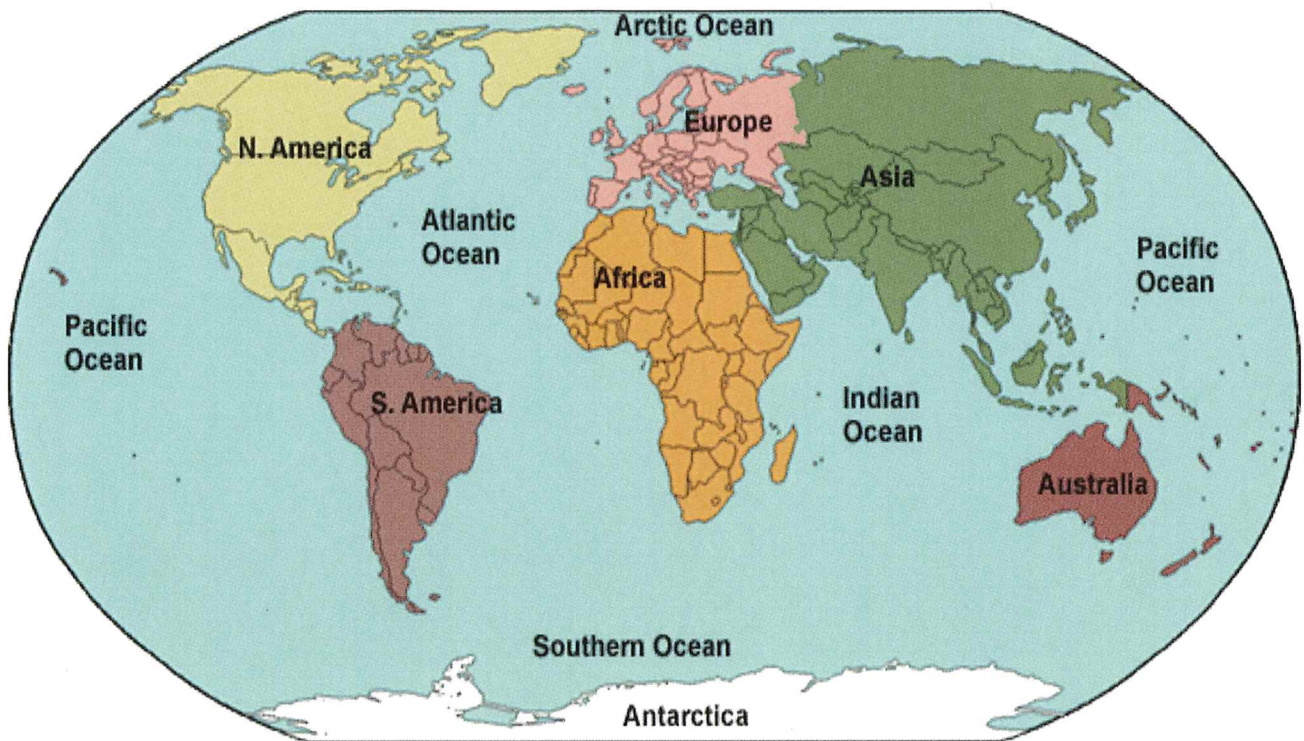 Arctic Ocean
Europe
N. America
Asia
Atlantic
Ocean
Africa
Pacific
Ocean
Pacific
Ocean
S. America
Indian
Ocean
Australia
Southern Ocean
Antarctica